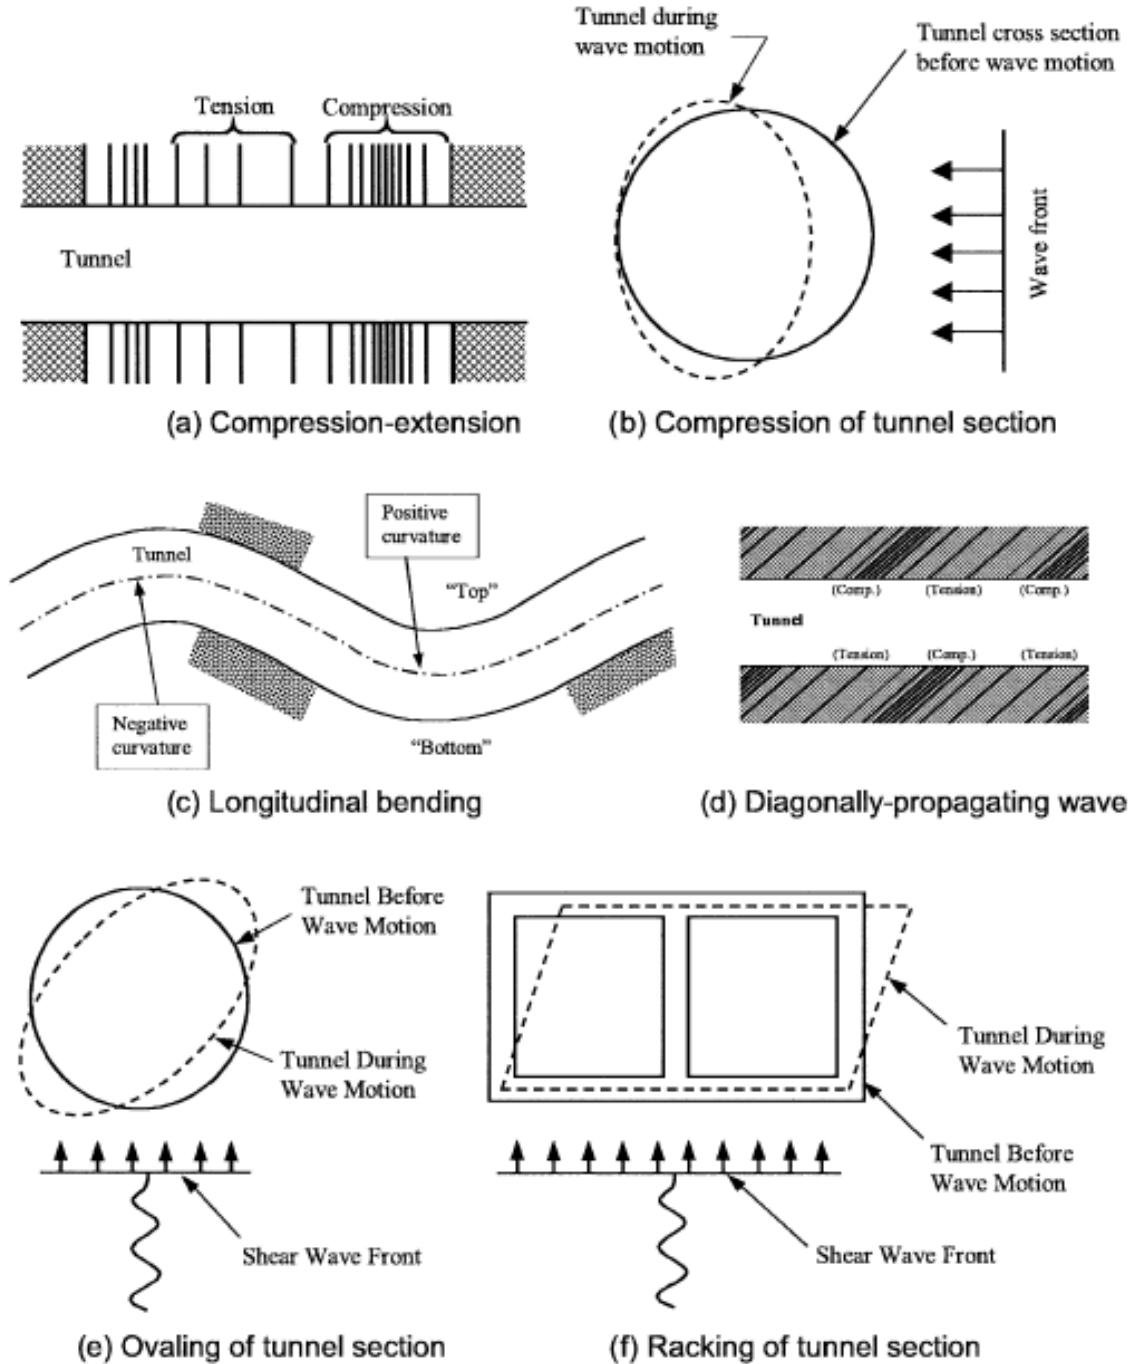 Tunnel during
wave motion
Tunnel cross section
before wave motion
Tension
Compression
Tunnel
Wave front
(a) Compression-extension
(b) Compression of tunnel section
Positive
curvature
Tunnel
"Top"
Negative
curvature
"Bottom"
(Comp.)
(Tension)
(Comp.)
Tunnel
(Tension)
(Comp.)
(Tension)
(c) Longitudinal bending
(d) Diagonally-propagating wave
Tunnel Before
Wave Motion
Tunnel During
Wave Motion
Shear Wave Front
Tunnel During
Wave Motion
Tunnel Before
Wave Motion
Shear Wave Front
(e) Ovaling of tunnel section
(f) Racking of tunnel section